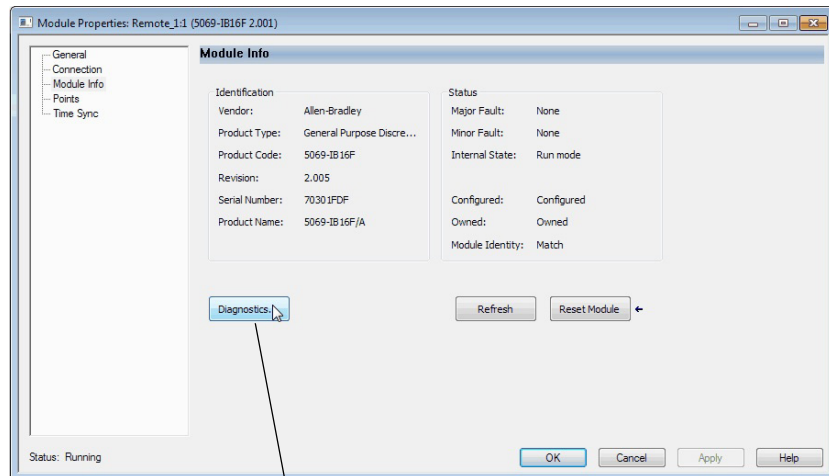 Module Properties: Remote_1:1 (5069-IB16F 2.001)
General
Connection
Module Info
Points
Time Sync
Module Info
Identification
Vendor: Allen-Bradley
Product Type: General Purpose Discre...
Product Code: 5069-IB16F
Revision: 2.005
Serial Number: 70301FDF
Product Name: 5069-IB16F/A
Status
Major Fault: None
Minor Fault: None
Internal State: Run mode
Configured: Configured
Owned: Owned
Module Identity: Match
Diagnostics...
Refresh
Reset Module
Status: Running
OK
Cancel
Apply
Help